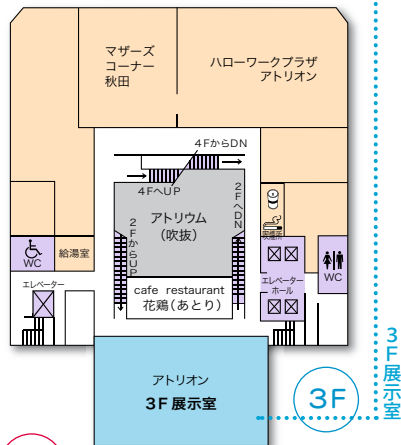 マザーズ
コーナー
秋田
ハローワークプラザ
アトリオン
4FからDN
4FへUP
2FへDN
2FからUP
アトリウム
（吹抜）
喫煙所
WC
給湯室
エレベーター
ホール
WC
エレベーター
cafe restaurant
花鶏（あとり）
アトリオン
3F展示室
3F
3F展示室